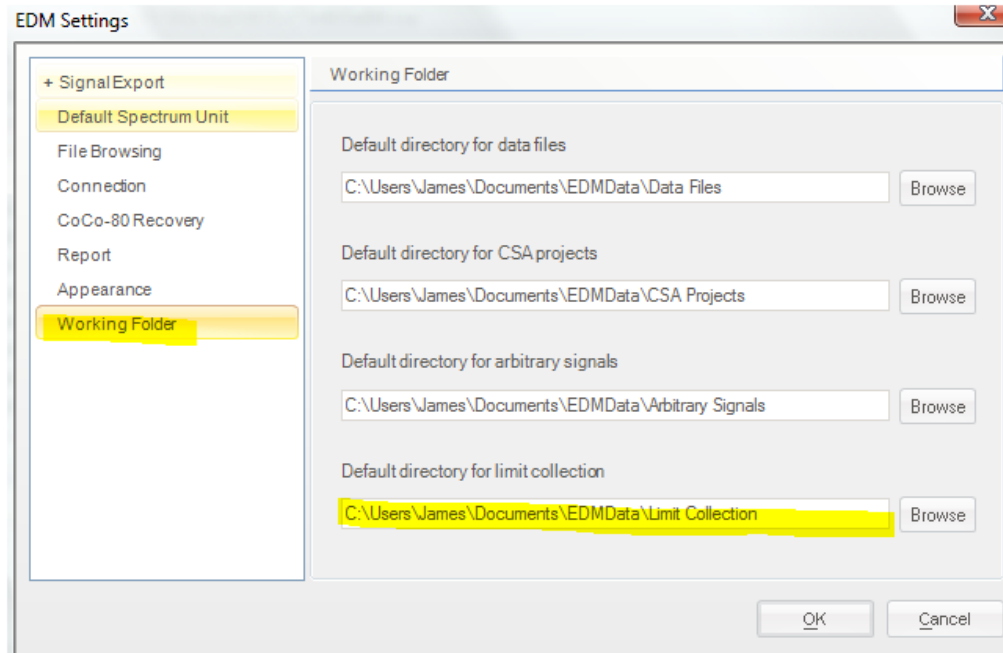 EDM Settings
+ Signal Export
Default Spectrum Unit
File Browsing
Connection
CoCo-80 Recovery
Report
Appearance
Working Folder
Working Folder
Default directory for data files
C:\Users\James\Documents\EDMData\Data Files
Browse
Default directory for CSA projects
C:\Users\James\Documents\EDMData\CSA Projects
Browse
Default directory for arbitrary signals
C:\Users\James\Documents\EDMData\Arbitrary Signals
Browse
Default directory for limit collection
C:\Users\James\Documents\EDMData\Limit Collection
Browse
OK
Cancel